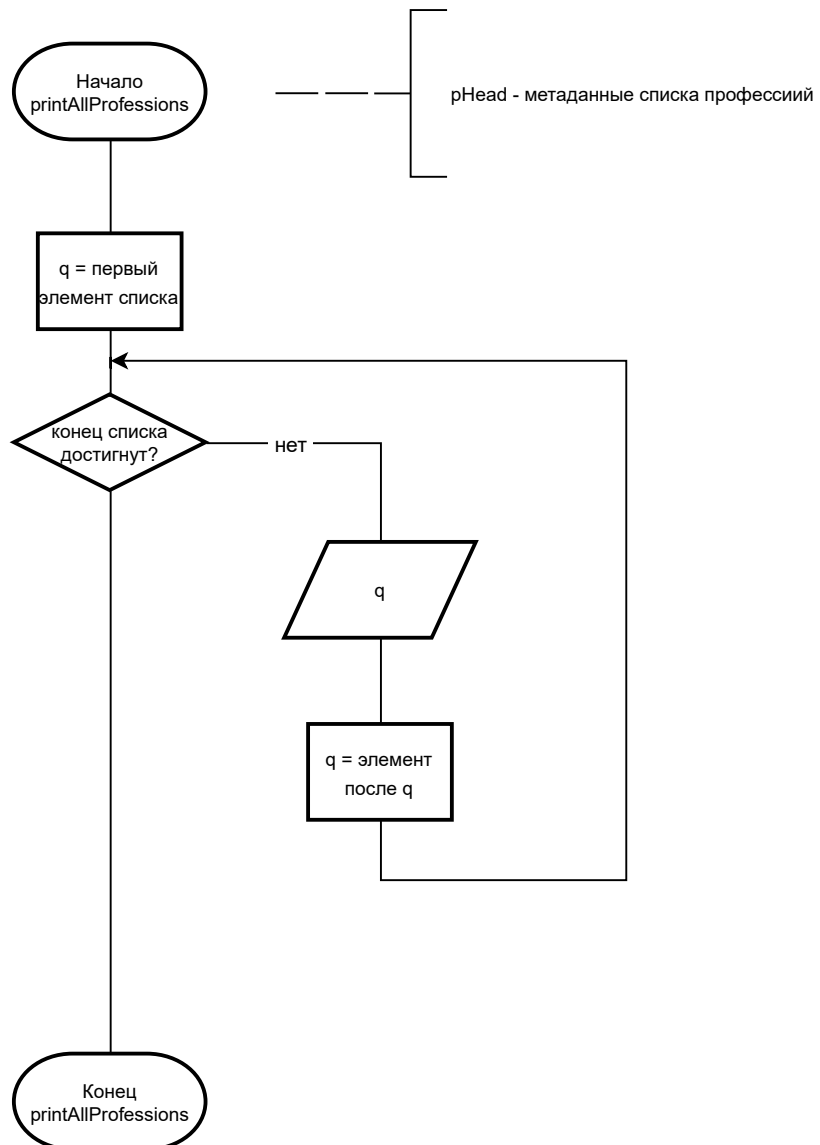 Начало
printAllProfessions
pHead - метаданные списка профессиий
q = первый
элемент списка
конец списка
достигнут?
нет
q
q = элемент
после q
Конец
printAllProfessions